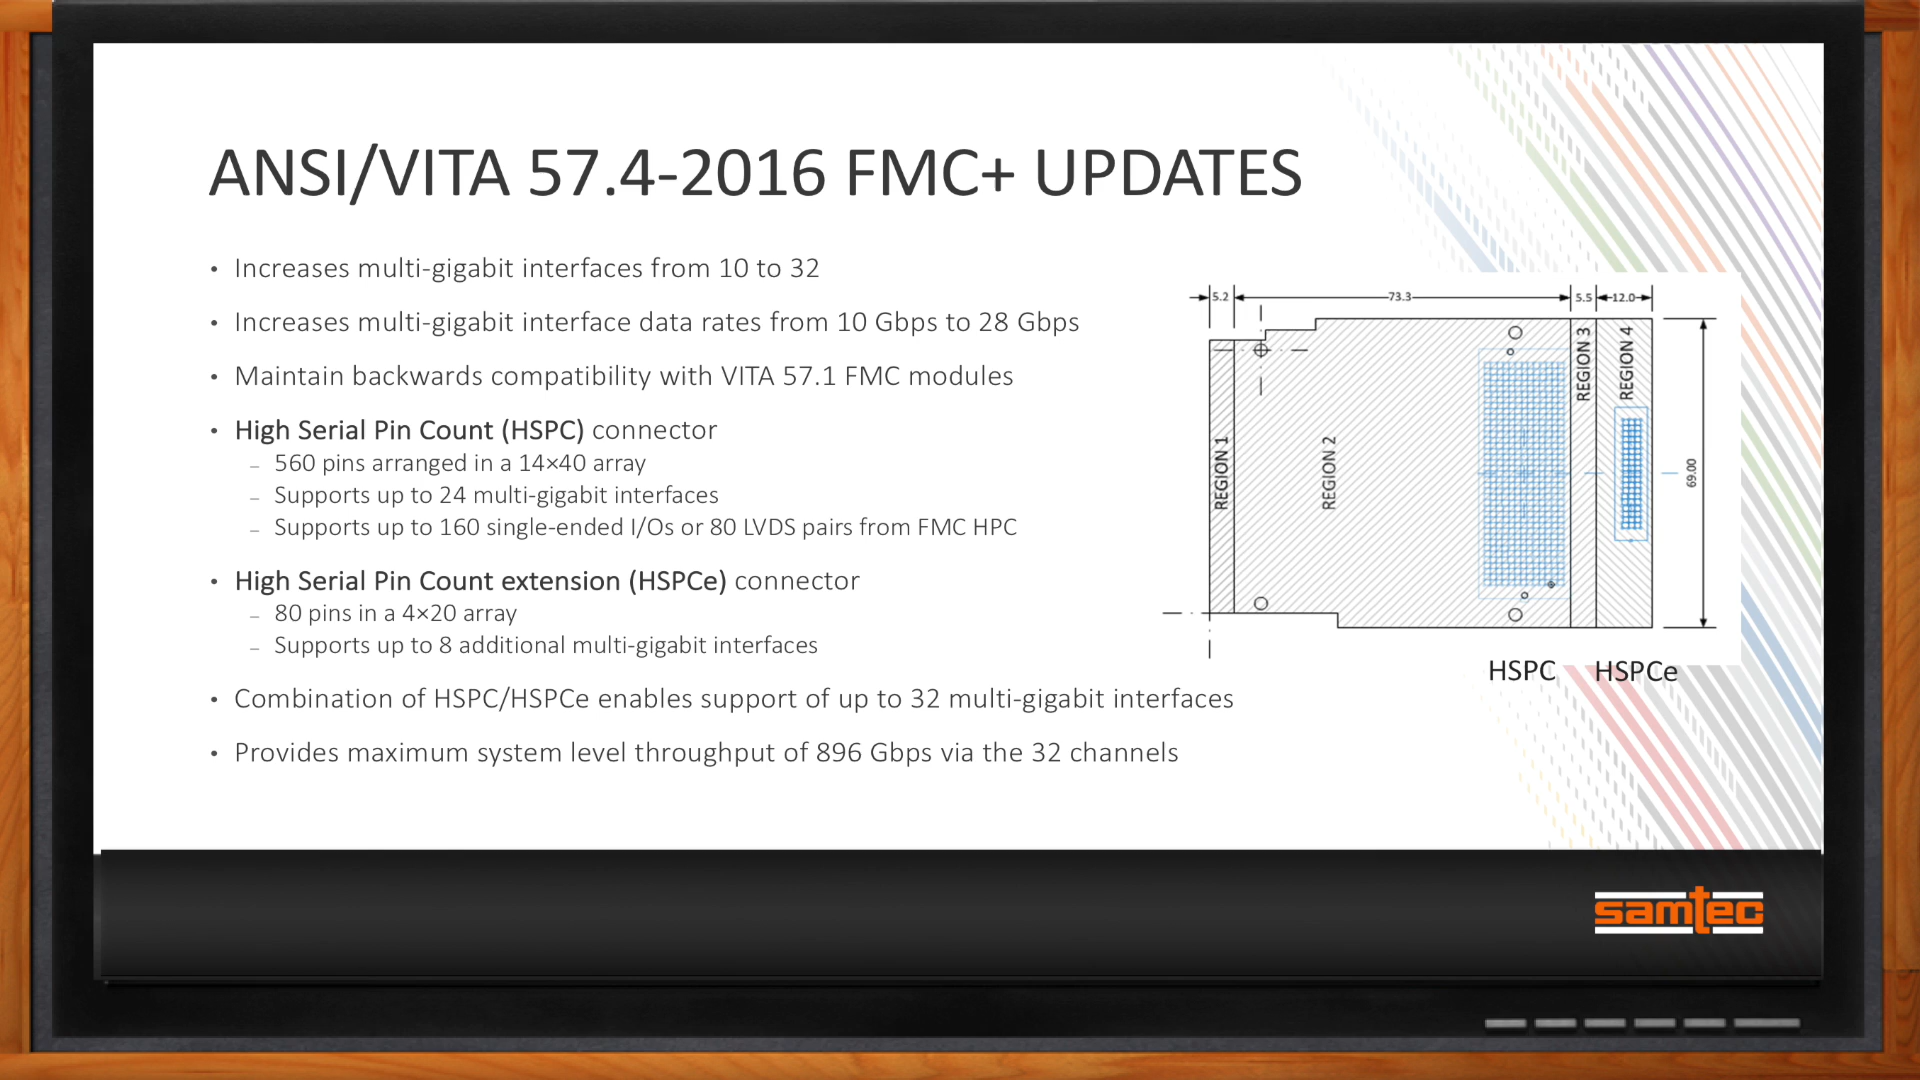 ANSI/VITA 57.4-2016 FMC+ UPDATES
• Increases multi-gigabit interfaces from 10 to 32
• Increases multi-gigabit interface data rates from 10 Gbps to 28 Gbps
• Maintain backwards compatibility with VITA 57.1 FMC modules
• High Serial Pin Count (HSPC) connector
– 560 pins arranged in a 14×40 array
– Supports up to 24 multi-gigabit interfaces
– Supports up to 160 single-ended I/Os or 80 LVDS pairs from FMC HPC
• High Serial Pin Count extension (HSPCe) connector
– 80 pins in a 4×20 array
– Supports up to 8 additional multi-gigabit interfaces
• Combination of HSPC/HSPCe enables support of up to 32 multi-gigabit interfaces
• Provides maximum system level throughput of 896 Gbps via the 32 channels
5.2 73.3 5.5 12.0
REGION 1
REGION 2
REGION 3
REGION 4
69.00
HSPC HSPCe
samtec